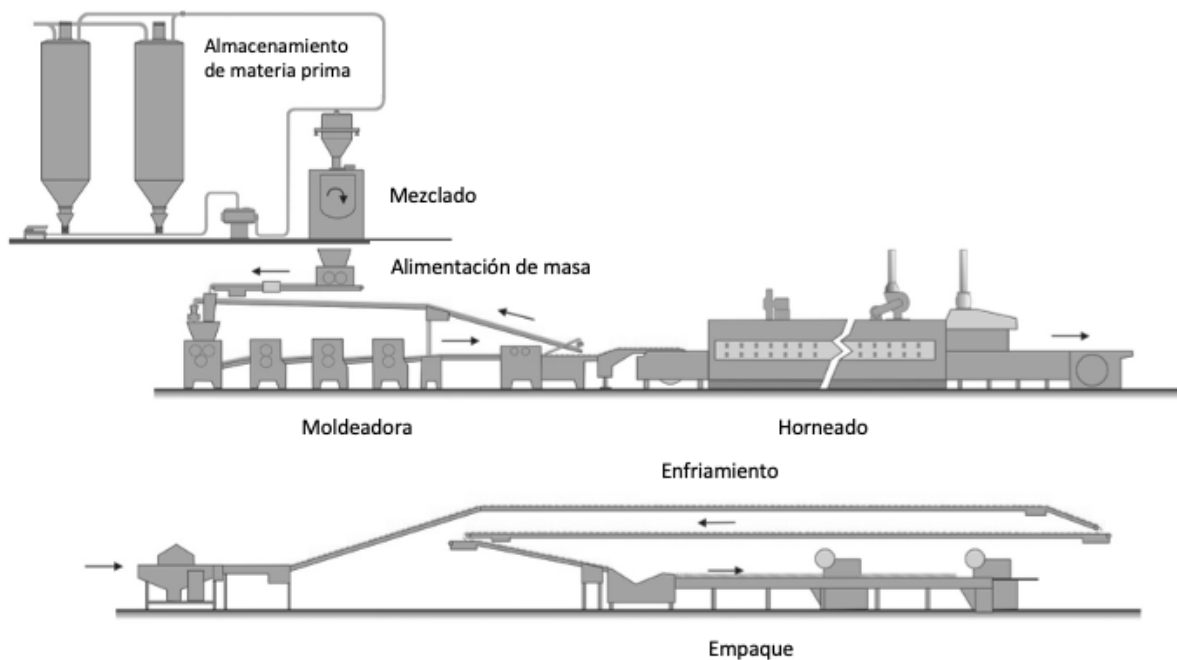 Almacenamiento
de materia prima
Mezclado
Alimentación de masa
Moldeadora
Horneado
Enfriamiento
Empaque